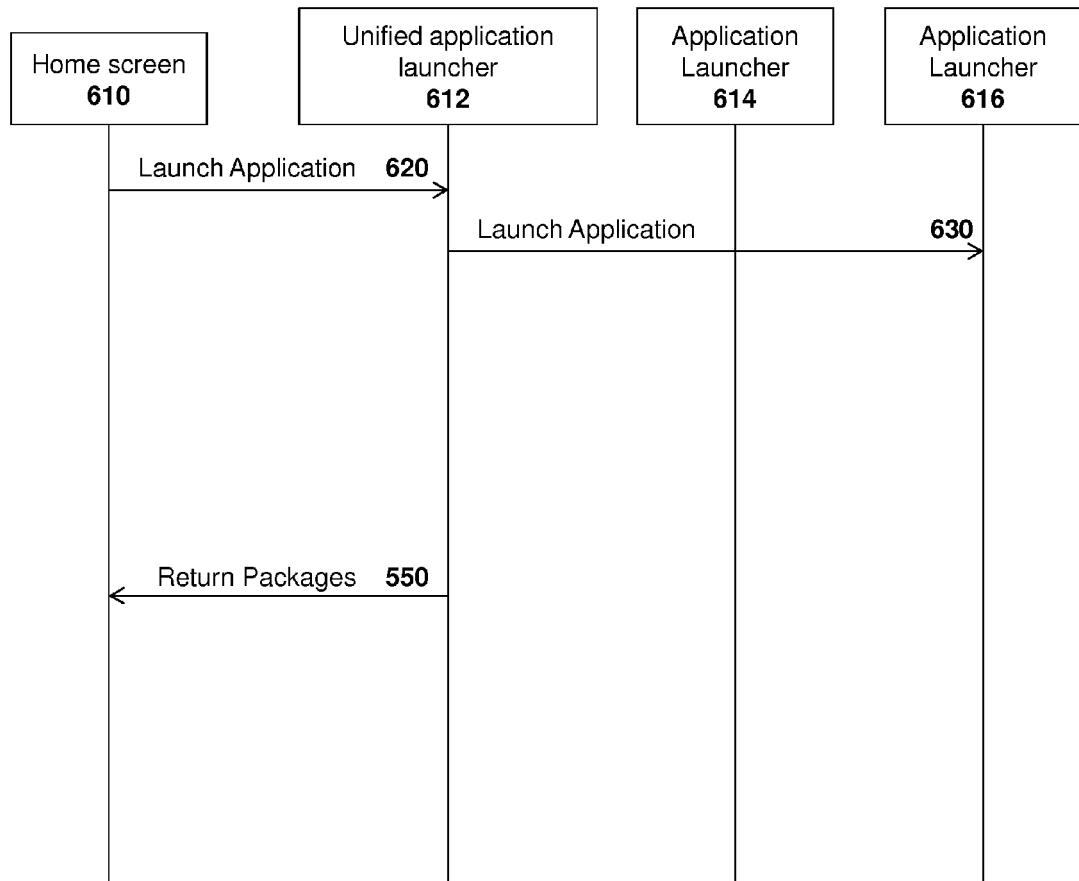 Home screen
610
Unified application
launcher
612
Application
Launcher
614
Application
Launcher
616
Launch Application 620
Launch Application 630
Return Packages 550